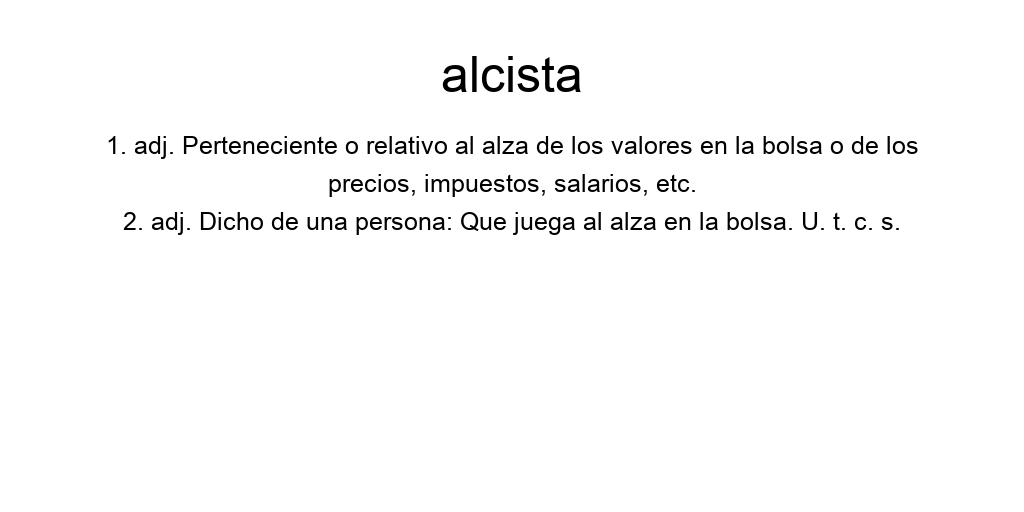 alcista
1. adj. Perteneciente o relativo al alza de los valores en la bolsa o de los
precios, impuestos, salarios, etc.
2. adj. Dicho de una persona: Que juega al alza en la bolsa. U. t. c. s.